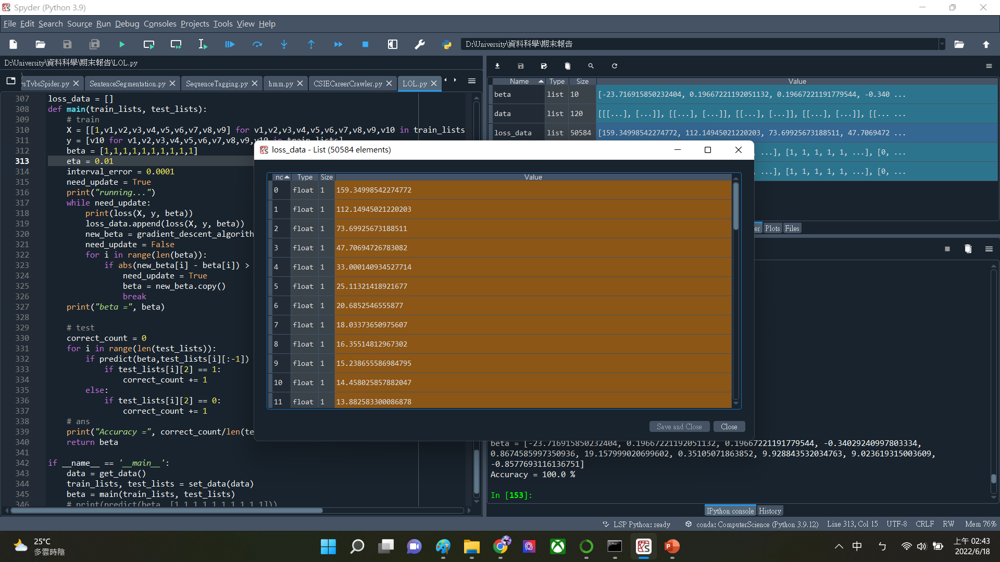 Spyder (Python 3.9)
File Edit Search Source Run Debug Consoles Projects Tools View Help
D:\University\資料科學\期末報告
D:\University\資料科學\期末報告\LOL.py
sTvbsSpider.py SentenceSegmentation.py SequenceTagging.py hmm.py CSIECareerCrawler.py LOL.py
307 loss_data = []
308 def main(train_lists, test_lists):
309 # train
310 X = [[1,v1,v2,v3,v4,v5,v6,v7,v8,v9] for v1,v2,v3,v4,v5,v6,v7,v8,v9,v10 in train_lists
311 y = [v10 for v1,v2,v3,v4,v5,v6,v7,v8,v9,v10 in train_lists]
312 beta = [1,1,1,1,1,1,1,1,1,1]
313 eta = 0.01
314 interval_error = 0.0001
315 need_update = True
316 print("running...")
317 while need_update:
318 print(loss(X, y, beta))
319 loss_data.append(loss(X, y, beta))
320 new_beta = gradient_descent_algorith
321 need_update = False
322 for i in range(len(beta)):
323 if abs(new_beta[i] - beta[i]) >
324 need_update = True
325 beta = new_beta.copy()
326 break
327 print("beta =", beta)
328
329 # test
330 correct_count = 0
331 for i in range(len(test_lists)):
332 if predict(beta,test_lists[i][:-1])
333 if test_lists[i][2] == 1:
334 correct_count += 1
335 else:
336 if test_lists[i][2] == 0:
337 correct_count += 1
338 # ans
339 print("Accuracy =", correct_count/len(te
340 return beta
341
342 if __name__ == '__main__':
343 data = get_data()
344 train_lists, test_lists = set_data(data)
345 beta = main(train_lists, test_lists)
346 # print(predict(beta, [1,1,1,1,1,1,1,1,1,1]))
Name Type Size Value
beta list 10 [-23.716915850232404, 0.19667221192051132, 0.19667221191779544, -0.340 ...
data list 120 [[[...], [...]], [[...], [...]], [[...], [...]], [[...], [...]], [[... ...
loss_data list 50584 [159.34998542274772, 112.14945021220203, 73.69925673188511, 47.7069472 ...
...], [1, 1, 1, 1, 1, ...], [0, ...
...], [1, 1, 1, 1, 1, ...], [0, ...
er Plots Files
loss_data - List (50584 elements)
Type Size Value
0 float 1 159.34998542274772
1 float 1 112.14945021220203
2 float 1 73.69925673188511
3 float 1 47.70694726783082
4 float 1 33.000140934527714
5 float 1 25.11321418921677
6 float 1 20.6852546555877
7 float 1 18.03373650975607
8 float 1 16.35514812967302
9 float 1 15.238655586984795
10 float 1 14.458025857882047
11 float 1 13.882583300086878
Save and Close Close
beta = [-23.716915850232404, 0.19667221192051132, 0.19667221191779544, -0.34029240997803334,
0.8674585997350936, 19.157999020699602, 0.35105071863852, 9.928843532034763, 9.023619315003609,
-0.8577693116136751]
Accuracy = 100.0 %
In [153]:
IPython console History
LSP Python: ready conda: ComputerScience (Python 3.9.12) Line 313, Col 15 UTF-8 CRLF RW Mem 76%
25°C
多雲時陰
中 ㄅ
上午 02:43
2022/6/18